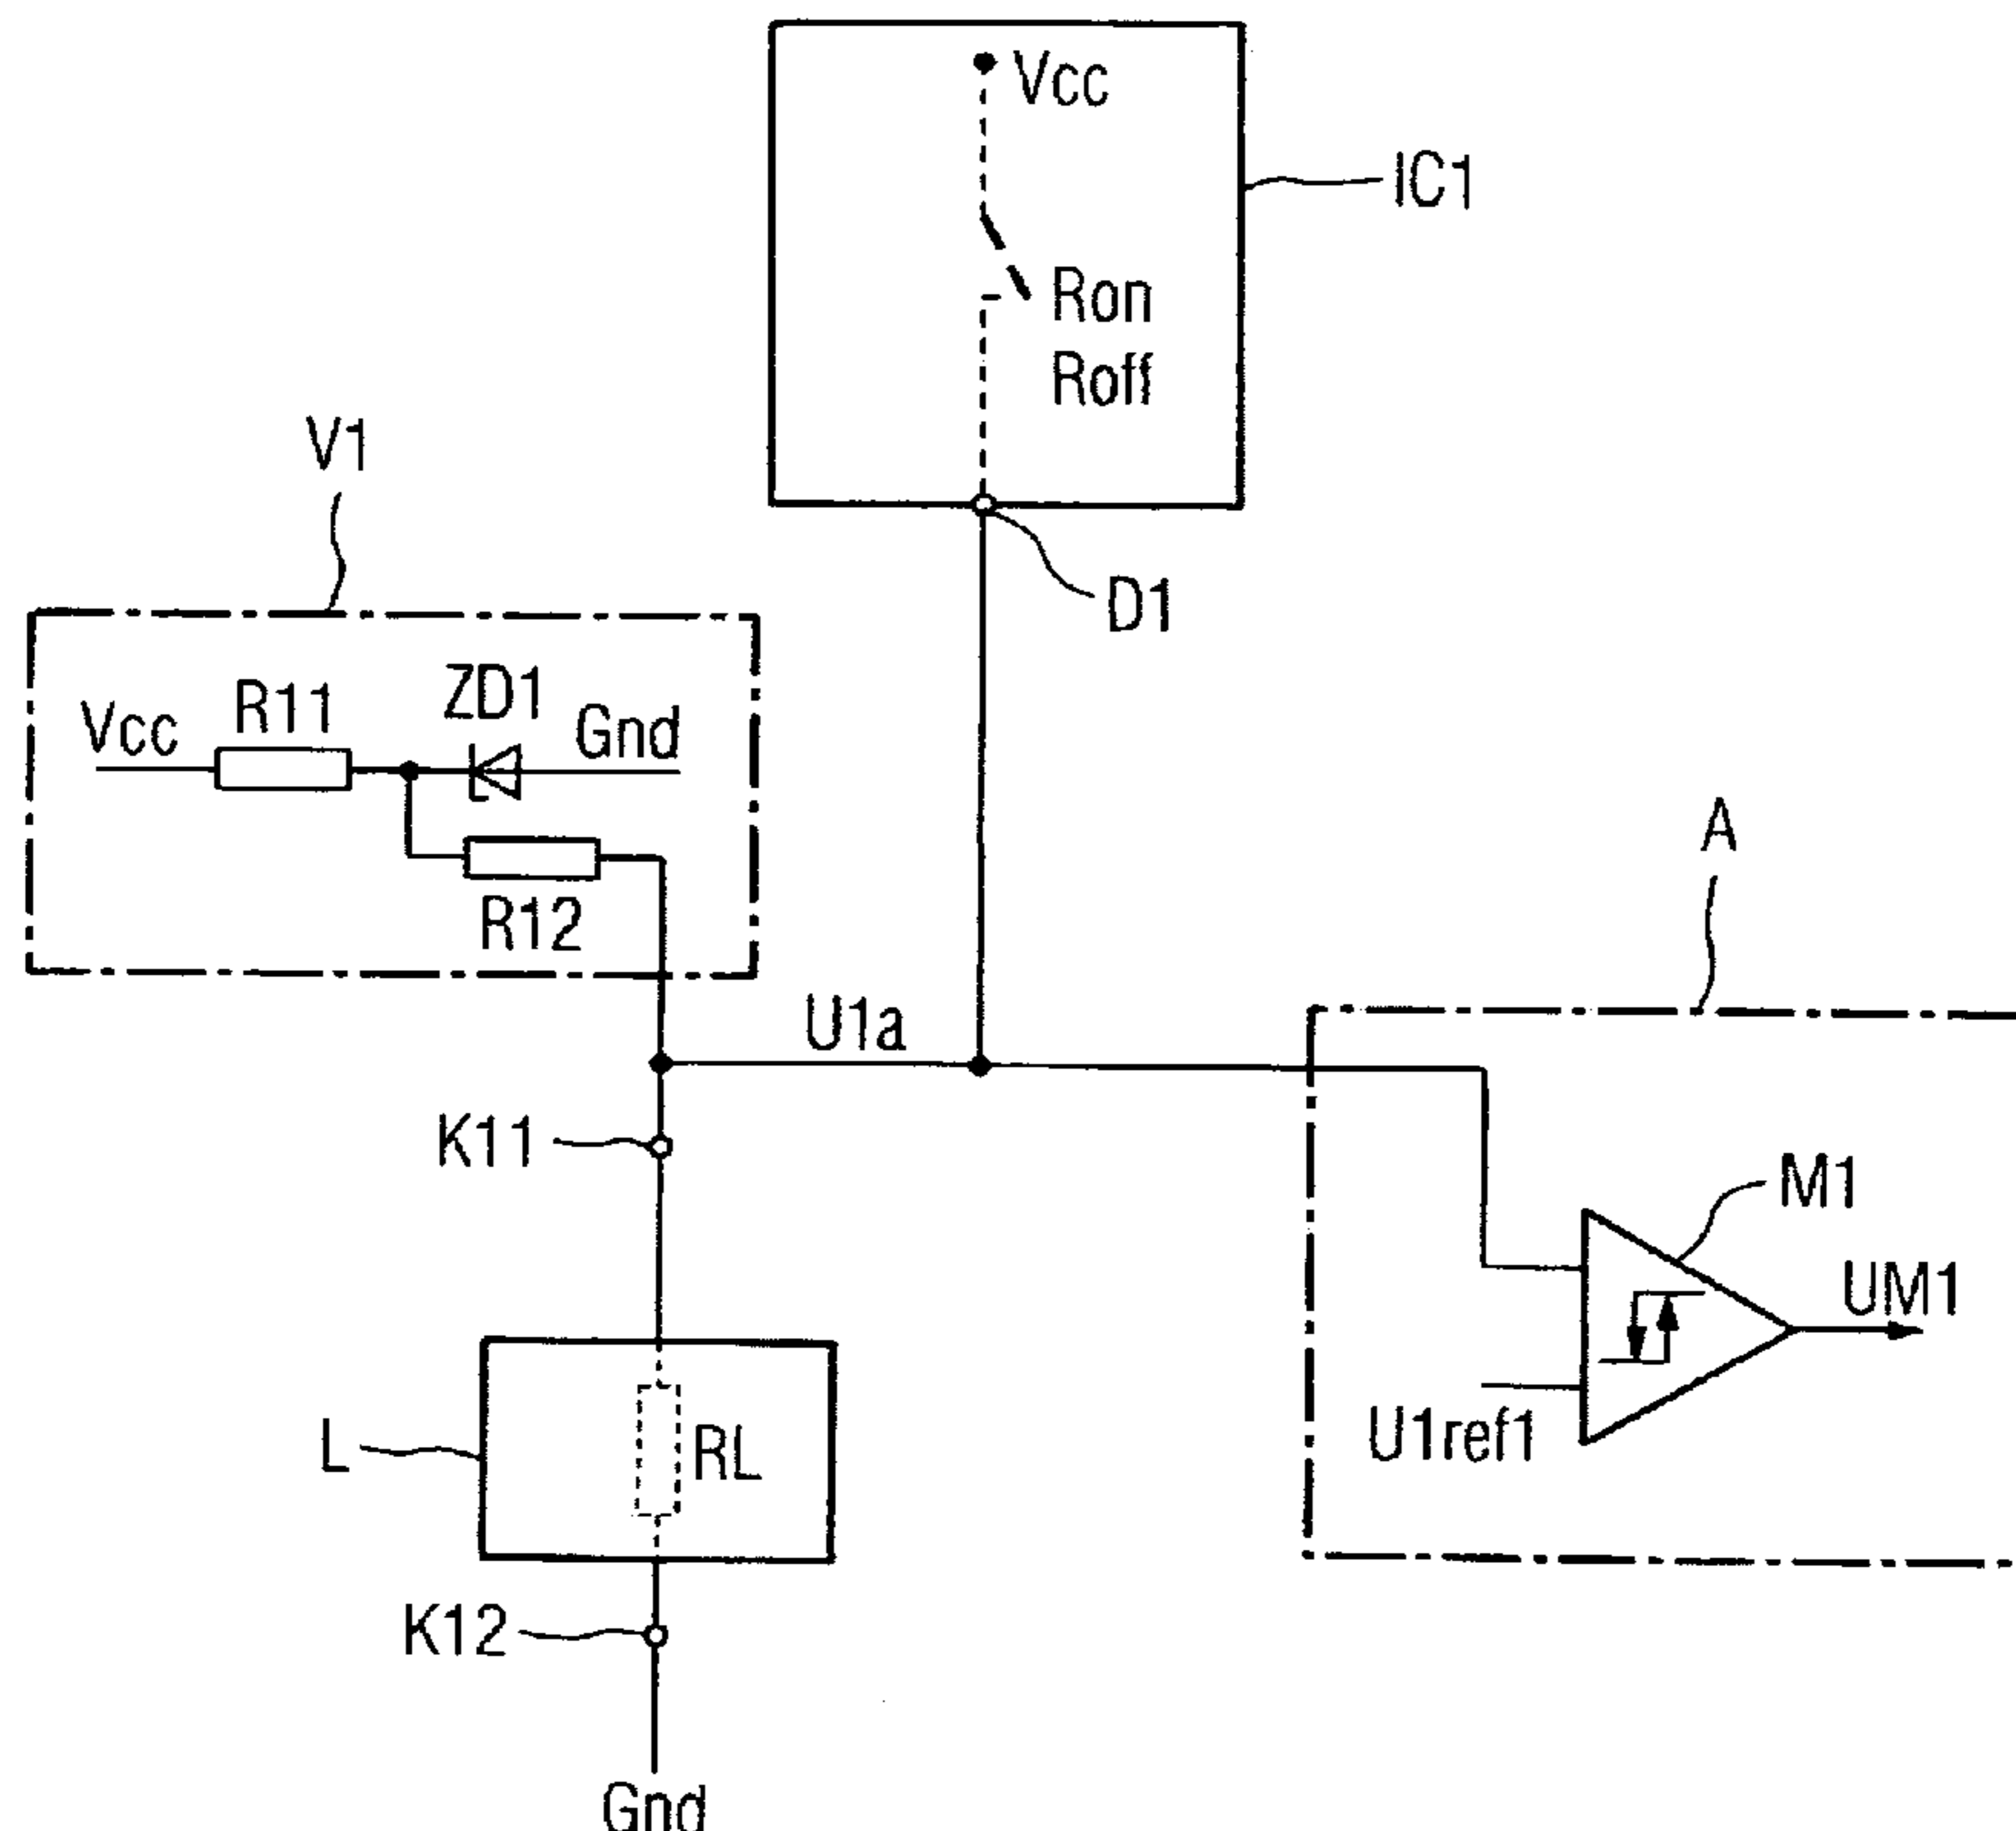 Vcc
IC1
Ron
Roff
V1
D1
ZD1
R11
Gnd
Vcc
R12
A
U1a
K11
M1
UM1
L
RL
U1ref1
K12
Gnd